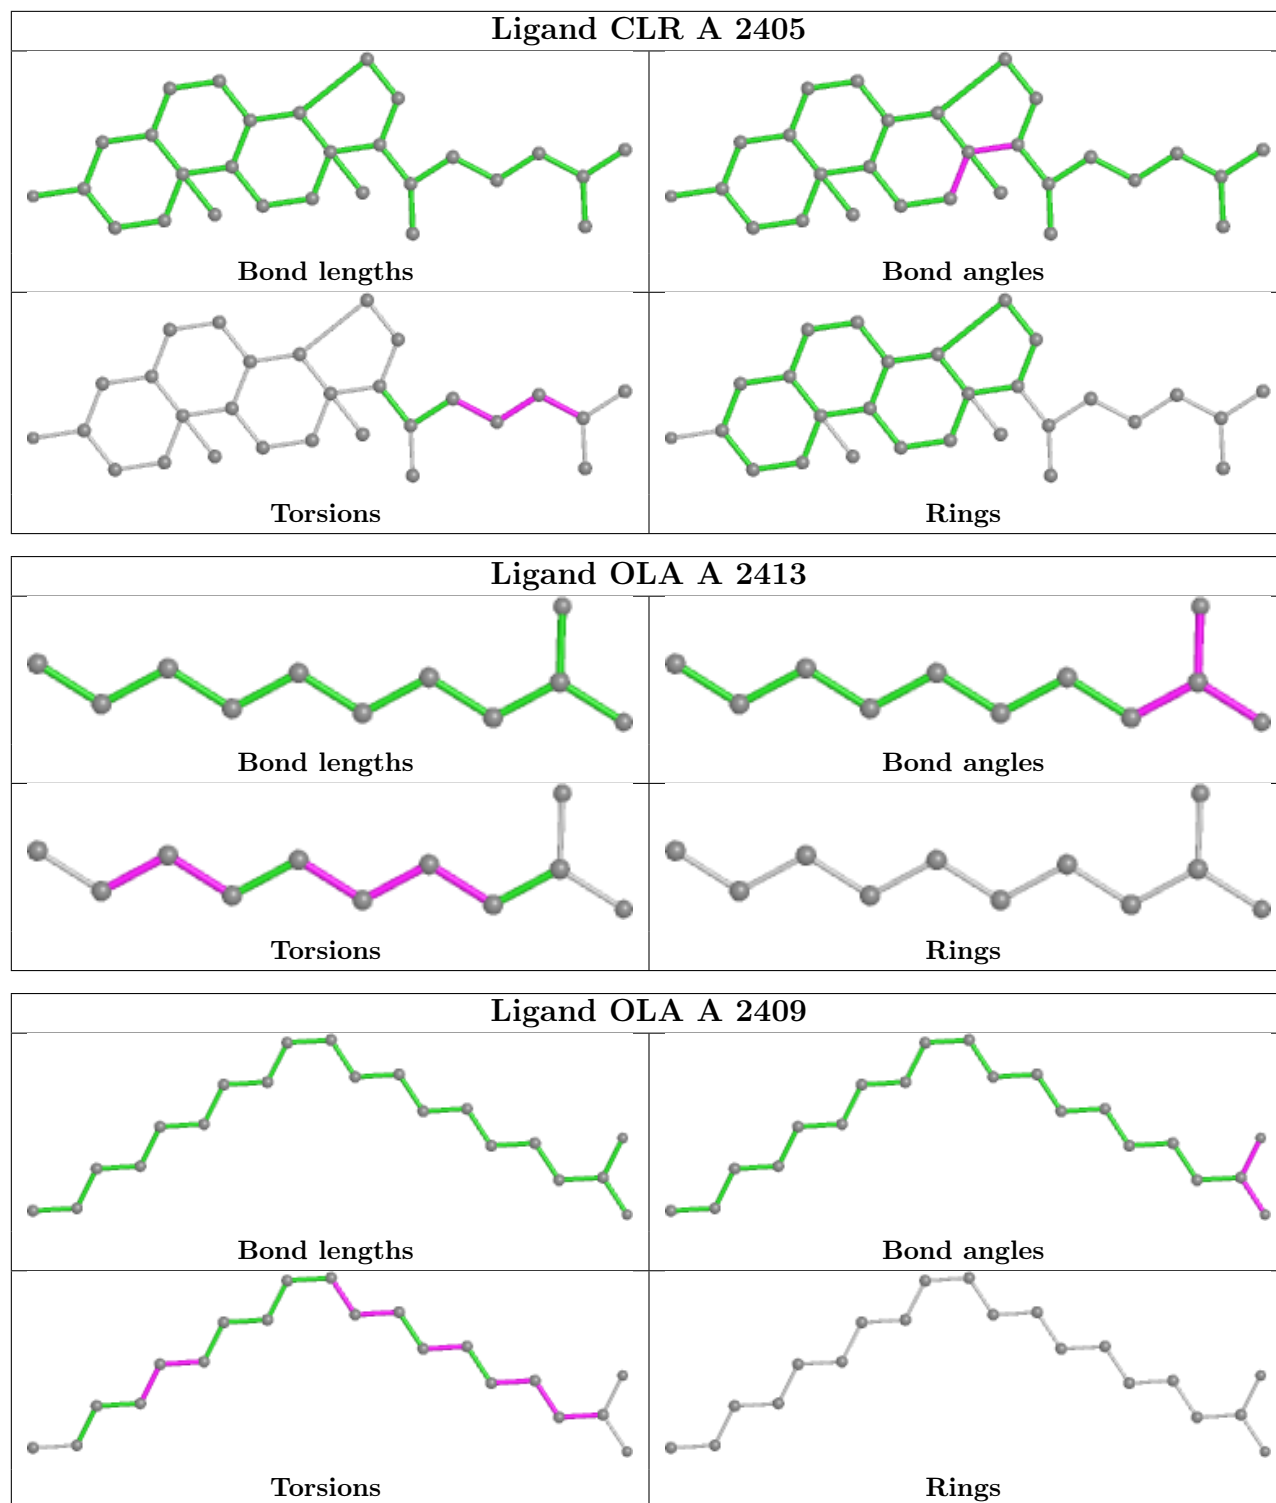 Ligand CLR A 2405
Bond lengths
Bond angles
Torsions
Rings
Ligand OLA A 2413
Bond lengths
Bond angles
Torsions
Rings
Ligand OLA A 2409
Bond lengths
Bond angles
Torsions
Rings